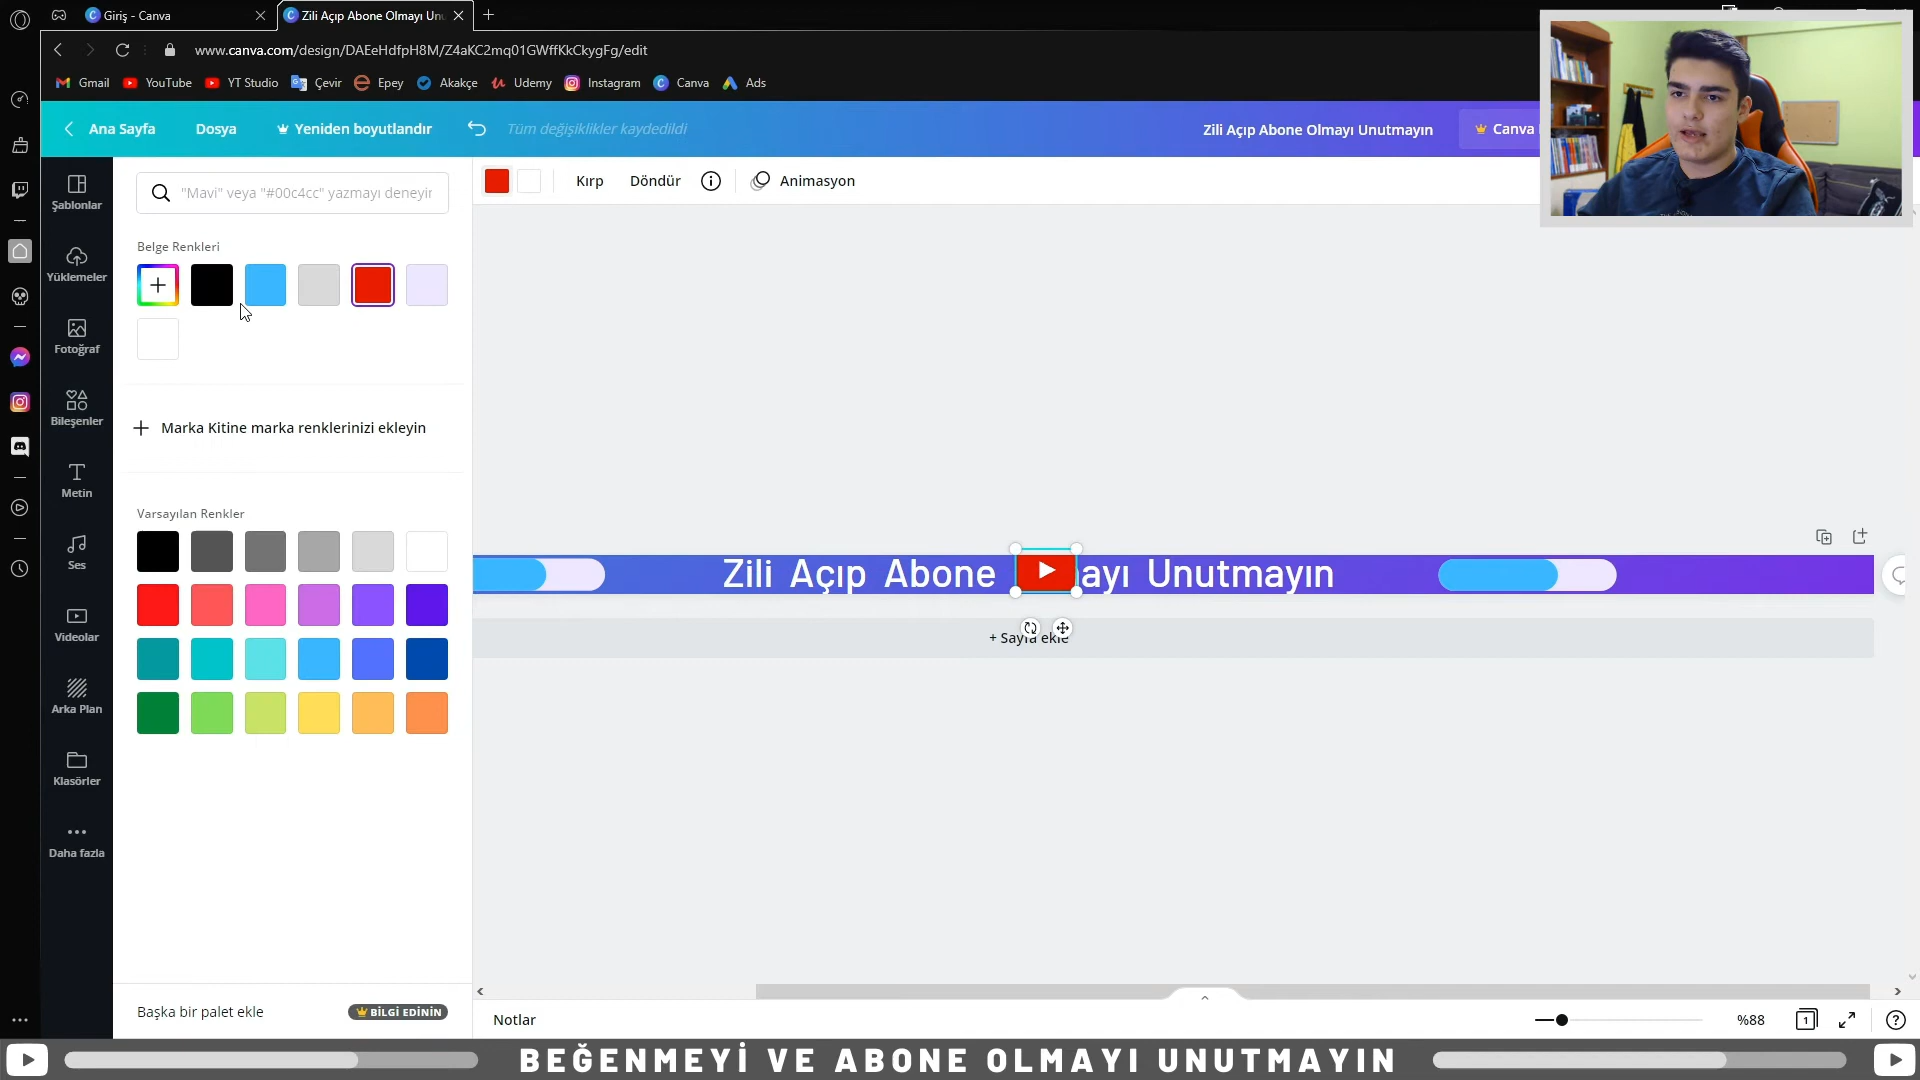 Giriş - Canva
Zili Açıp Abone Olmayı Unu
www.canva.com/design/DAEeHdfpH8M/Z4aKC2mq01GWffKkCkygFg/edit
Gmail YouTube YT Studio Çevir Epey Akakçe Udemy Instagram Canva Ads
Ana Sayfa Dosya Yeniden boyutlandır Tüm değişiklikler kaydedildi Zili Açıp Abone Olmayı Unutmayın Canva
Şablonlar
Yüklemeler
Fotoğraf
Bileşenler
Metin
Ses
Videolar
Arka Plan
Klasörler
Daha fazla
"Mavi" veya "#00c4cc" yazmayı deneyir
Belge Renkleri
Marka Kitine marka renklerinizi ekleyin
Varsayılan Renkler
Başka bir palet ekle BİLGİ EDİNİN
Kırp Döndür Animasyon
Zili Açıp Abone mayı Unutmayın
+ Sayfa ekle
Notlar
%88
1
BEĞENMEYİ VE ABONE OLMAYI UNUTMAYIN